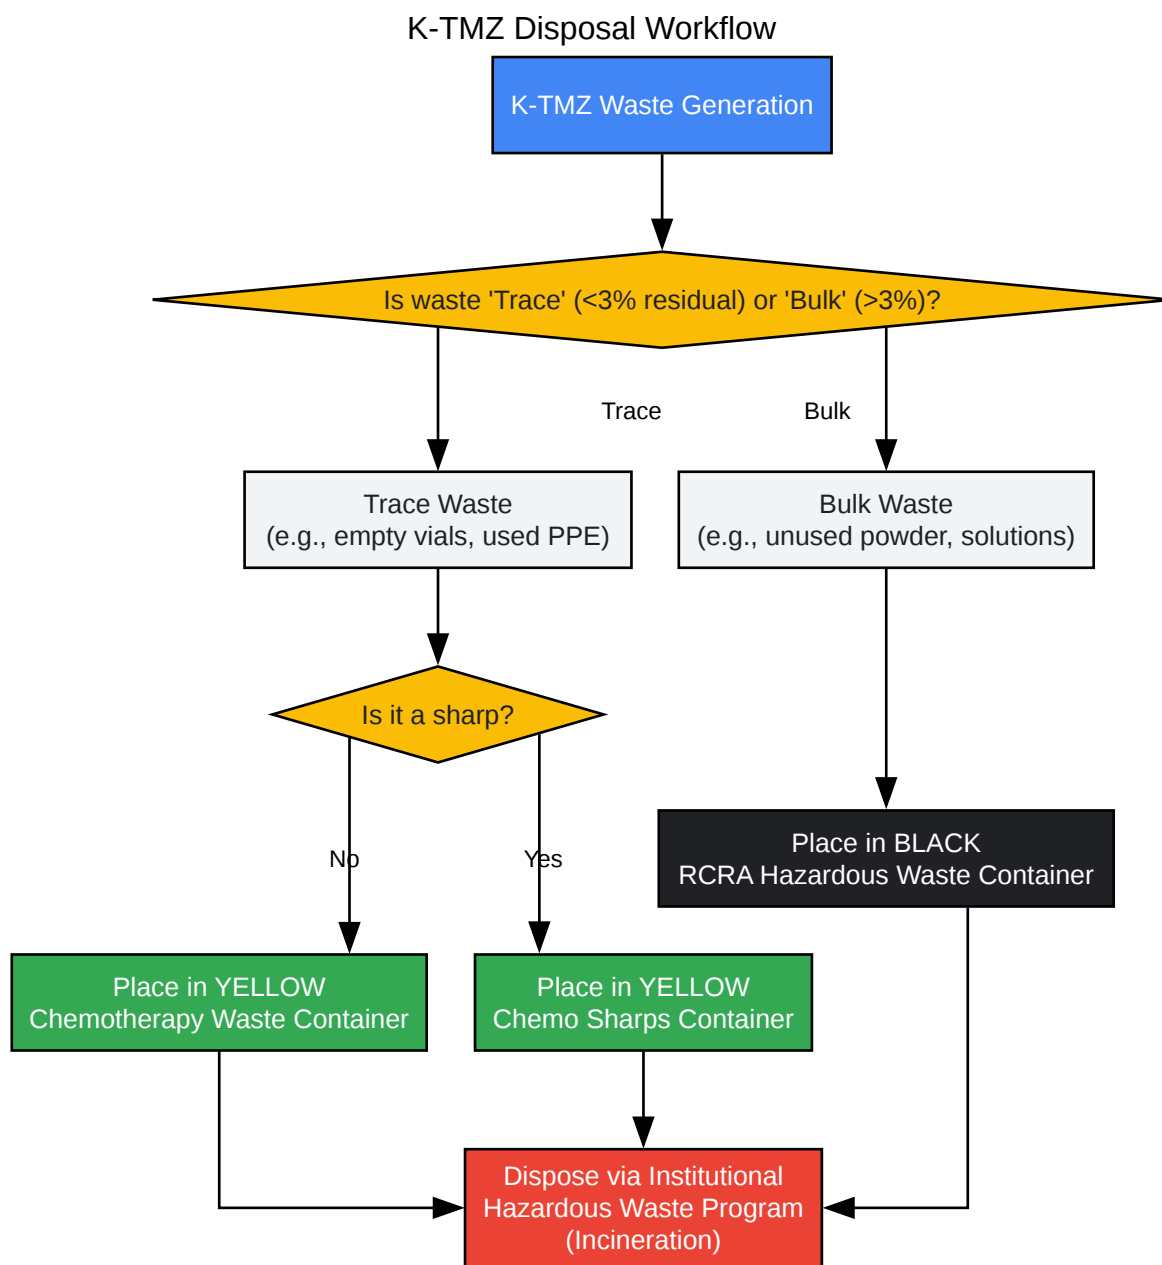 K-TMZ Disposal Workflow
K-TMZ Waste Generation
Is waste 'Trace' (<3% residual) or 'Bulk' (>3%)?
Trace
Bulk
Trace Waste
(e.g., empty vials, used PPE)
Bulk Waste
(e.g., unused powder, solutions)
Is it a sharp?
No
Yes
Place in BLACK
RCRA Hazardous Waste Container
Place in YELLOW
Chemotherapy Waste Container
Place in YELLOW
Chemo Sharps Container
Dispose via Institutional
Hazardous Waste Program
(Incineration)